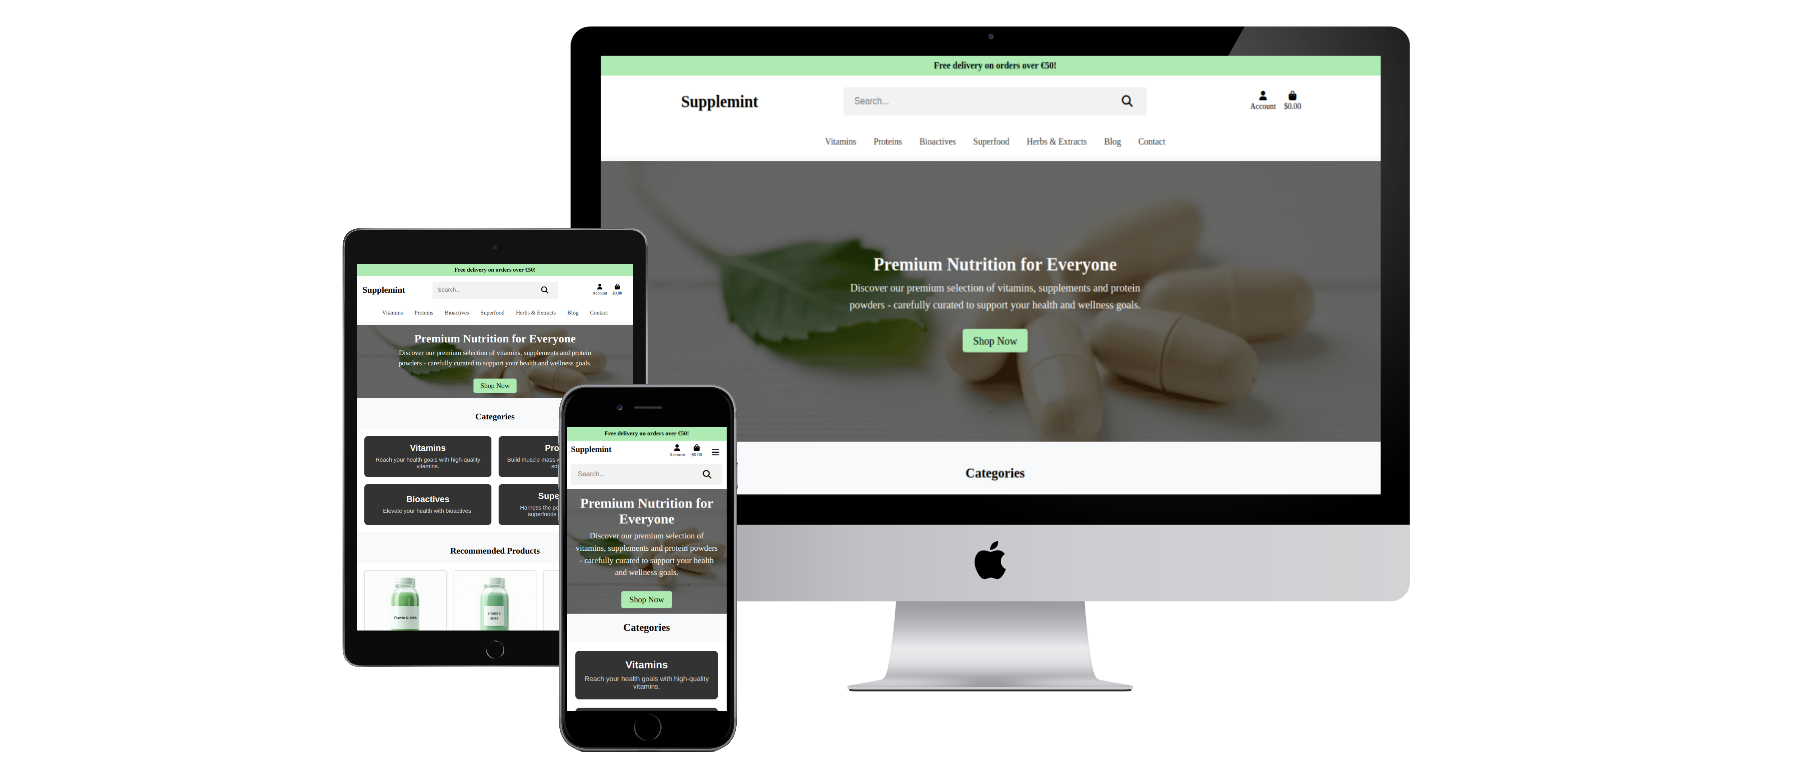 Free delivery on orders over €50!
Supplemint
Search...
Account $0.00
Vitamins Proteins Bioactives Superfood Herbs & Extracts Blog Contact
Premium Nutrition for Everyone
Discover our premium selection of vitamins, supplements and protein
powders - carefully curated to support your health and wellness goals.
Shop Now
Categories
Free delivery on orders over €50!
Supplemint
Search...
Account $0.00
Vitamins Proteins Bioactives Superfood Herbs & Extracts Blog Contact
Premium Nutrition for Everyone
Discover our premium selection of vitamins, supplements and protein
powders - carefully curated to support your health and wellness goals.
Shop Now
Categories
Vitamins
Reach your health goals with high-quality
vitamins.
Pro
Build muscle mass
Bioactives
Elevate your health with bioactives.
Supe
Harness the po
superfoods
Recommended Products
Free delivery on orders over €50!
Supplemint
Account $0.00
Search...
Premium Nutrition for
Everyone
Discover our premium selection of
vitamins, supplements and protein powders
- carefully curated to support your health
and wellness goals.
Shop Now
Categories
Vitamins
Reach your health goals with high-quality
vitamins.